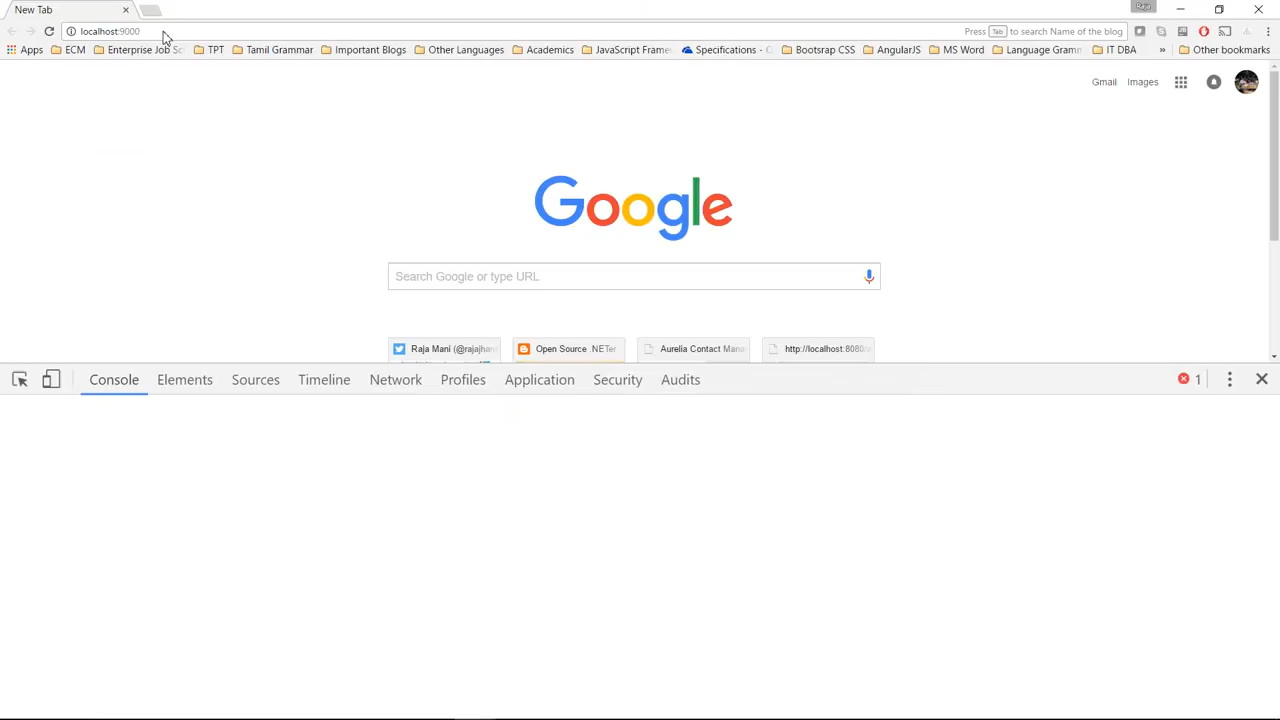 New Tab
Raja
localhost:9000
Press Tab to search Name of the blog
Apps ECM Enterprise Job Sc TPT Tamil Grammar Important Blogs Other Languages Academics JavaScript Frame Specifications - C Bootsrap CSS AngularJS MS Word Language Gramm IT DBA » Other bookmarks
Gmail Images
Google
Search Google or type URL
Raja Mani (@rajajhan Open Source .NETer Aurelia Contact Mana http://localhost:8080/
Console Elements Sources Timeline Network Profiles Application Security Audits 1